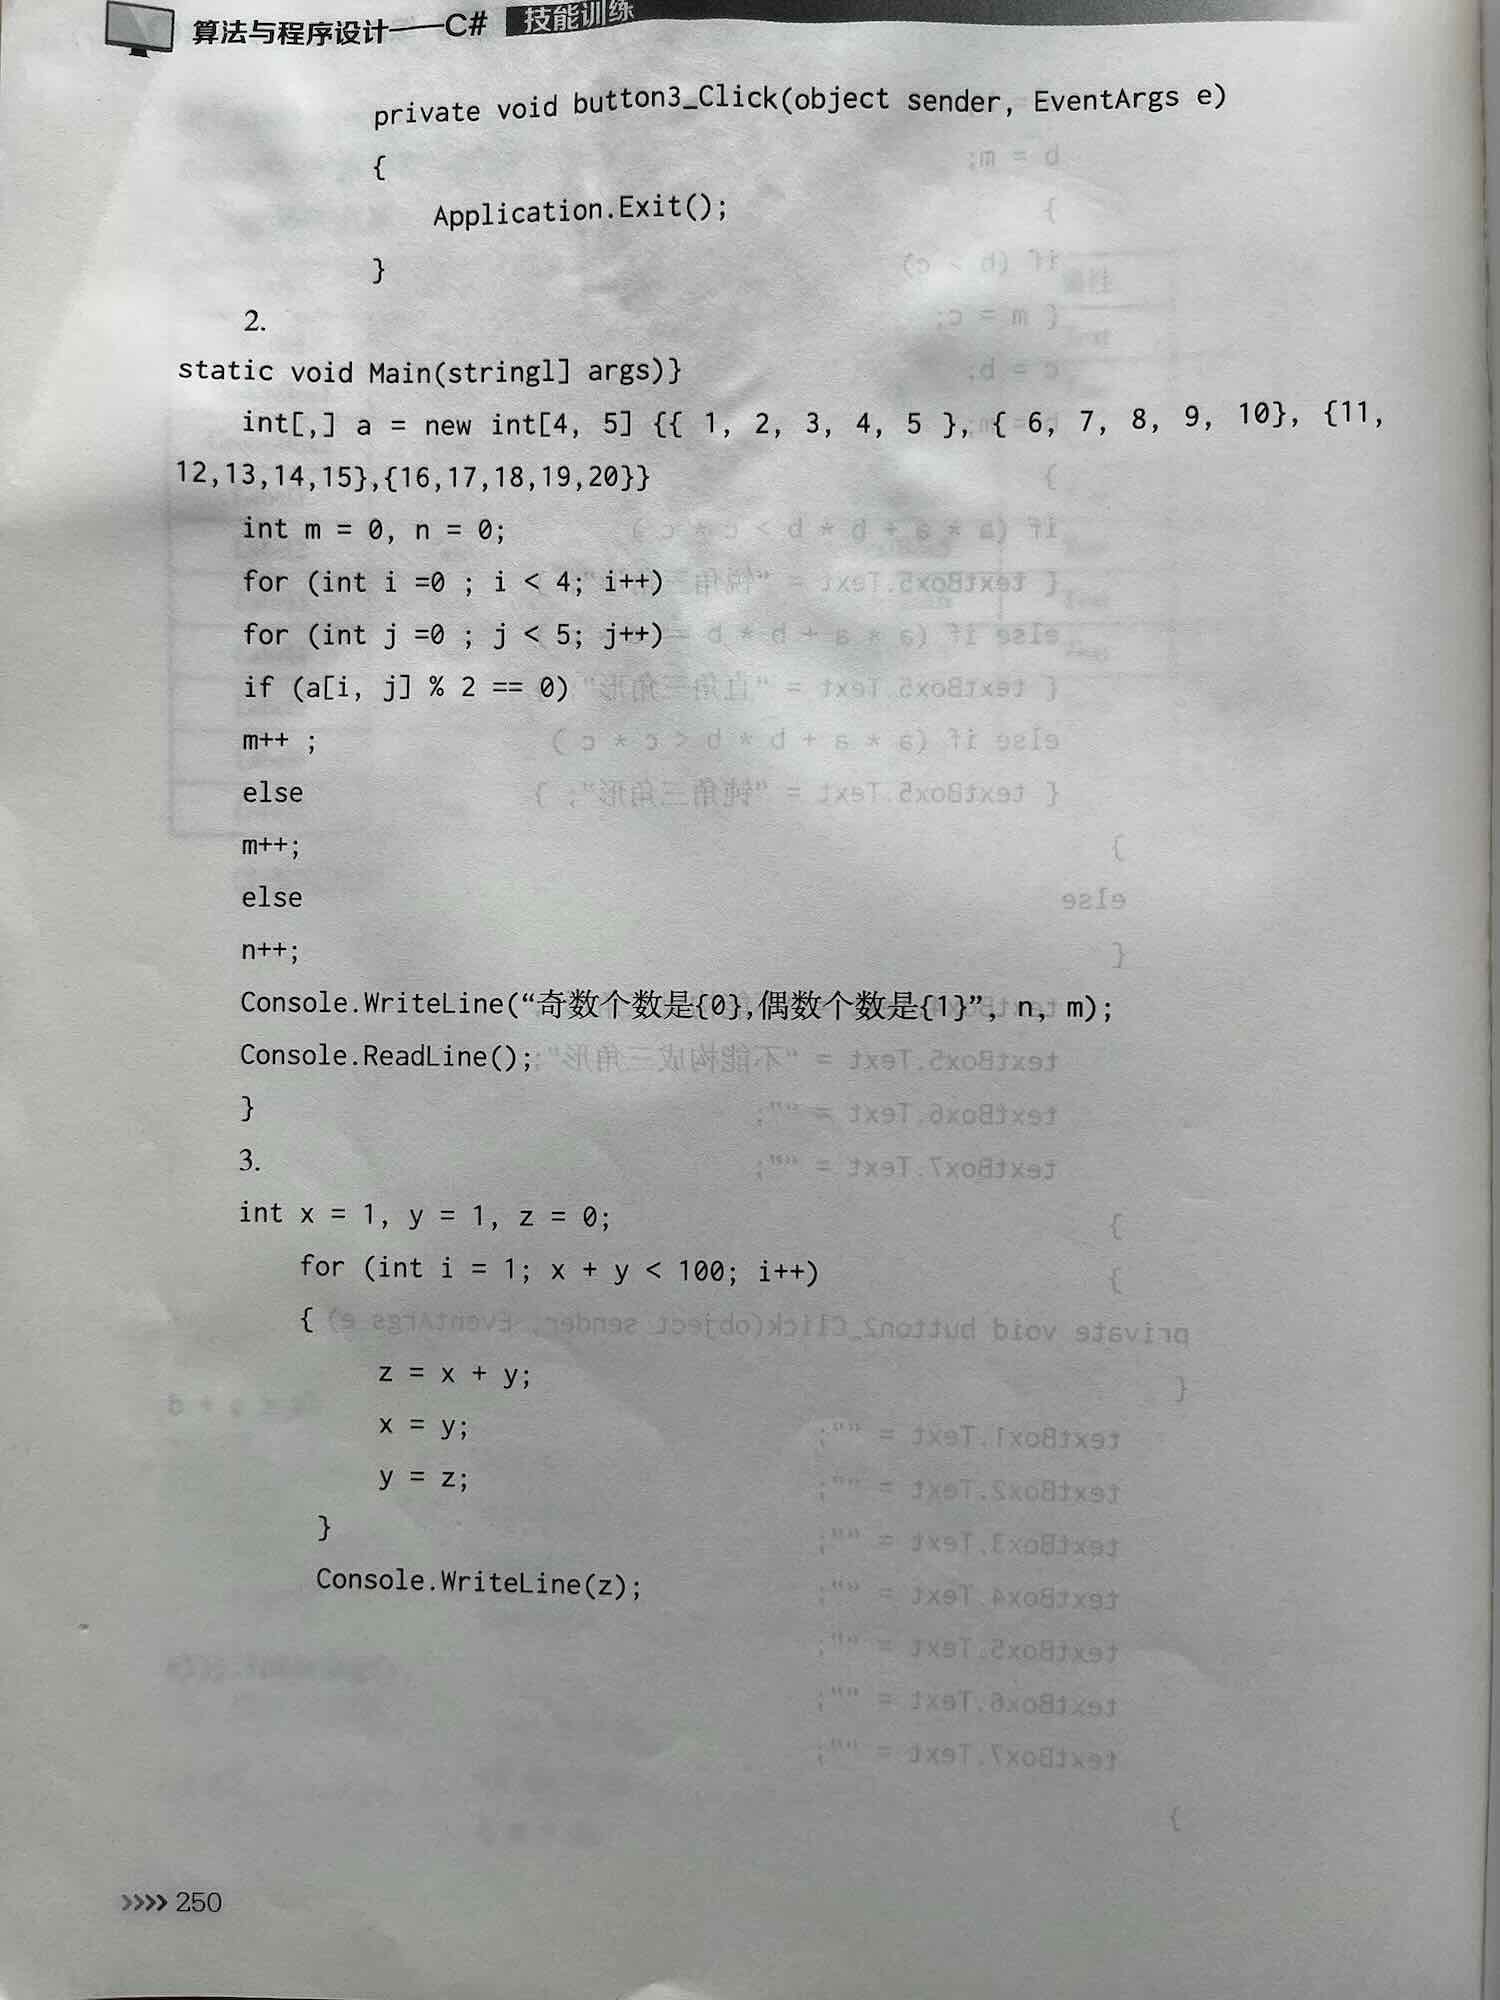 算法与程序设计——C# 技能训练
private void button3_Click(object sender, EventArgs e)
{
Application.Exit();
}
2.
static void Main(stringl] args)}
int[,] a = new int[4, 5] {{ 1, 2, 3, 4, 5 }, { 6, 7, 8, 9, 10}, {11,
12,13,14,15},{16,17,18,19,20}}
int m = 0, n = 0;
for (int i =0 ; i < 4; i++)
for (int j =0 ; j < 5; j++)
if (a[i, j] % 2 == 0)
m++ ;
else
m++;
else
n++;
Console.WriteLine(“奇数个数是{0},偶数个数是{1}”, n, m);
Console.ReadLine();
}
3.
int x = 1, y = 1, z = 0;
for (int i = 1; x + y < 100; i++)
{
z = x + y;
x = y;
y = z;
}
Console.WriteLine(z);
>>>> 250